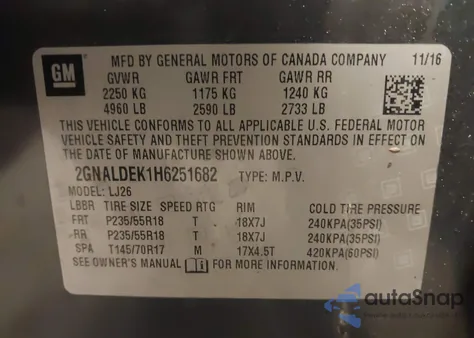 GM
MFD BY GENERAL MOTORS OF CANADA COMPANY 11/16
GVWR GAWR FRT GAWR RR
2250 KG 1175 KG 1240 KG
4960 LB 2590 LB 2733 LB
THIS VEHICLE CONFORMS TO ALL APPLICABLE U.S. FEDERAL MOTOR
VEHICLE SAFETY AND THEFT PREVENTION STANDARDS IN EFFECT ON
THE DATE OF MANUFACTURE SHOWN ABOVE.
2GNALDEK1H6251682 TYPE: M.P.V.
MODEL: LJ26
LBBR TIRE SIZE SPEED RTG RIM COLD TIRE PRESSURE
FRT P235/55R18 T 18X7J 240KPA(35PSI)
RR P235/55R18 T 18X7J 240KPA(35PSI)
SPA T145/70R17 M 17X4.5T 420KPA(60PSI)
SEE OWNER'S MANUAL FOR MORE INFORMATION.
autoSnap